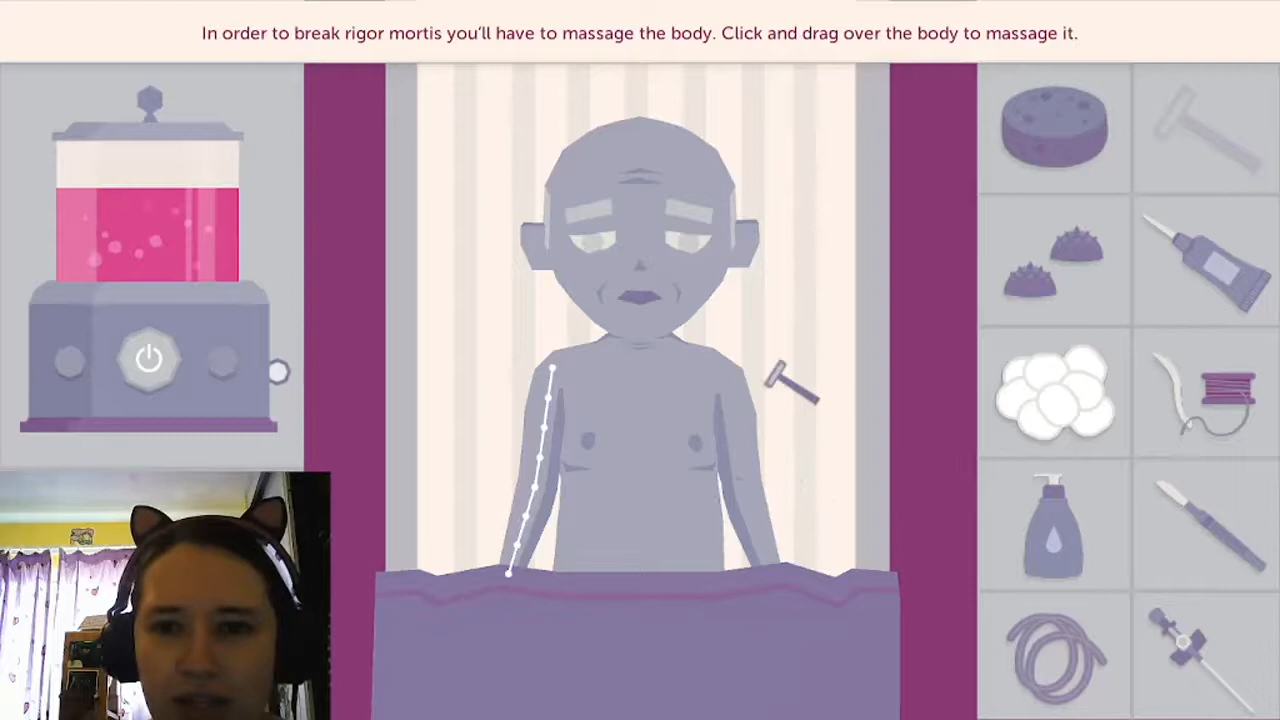 In order to break rigor mortis you'll have to massage the body. Click and drag over the body to massage it.